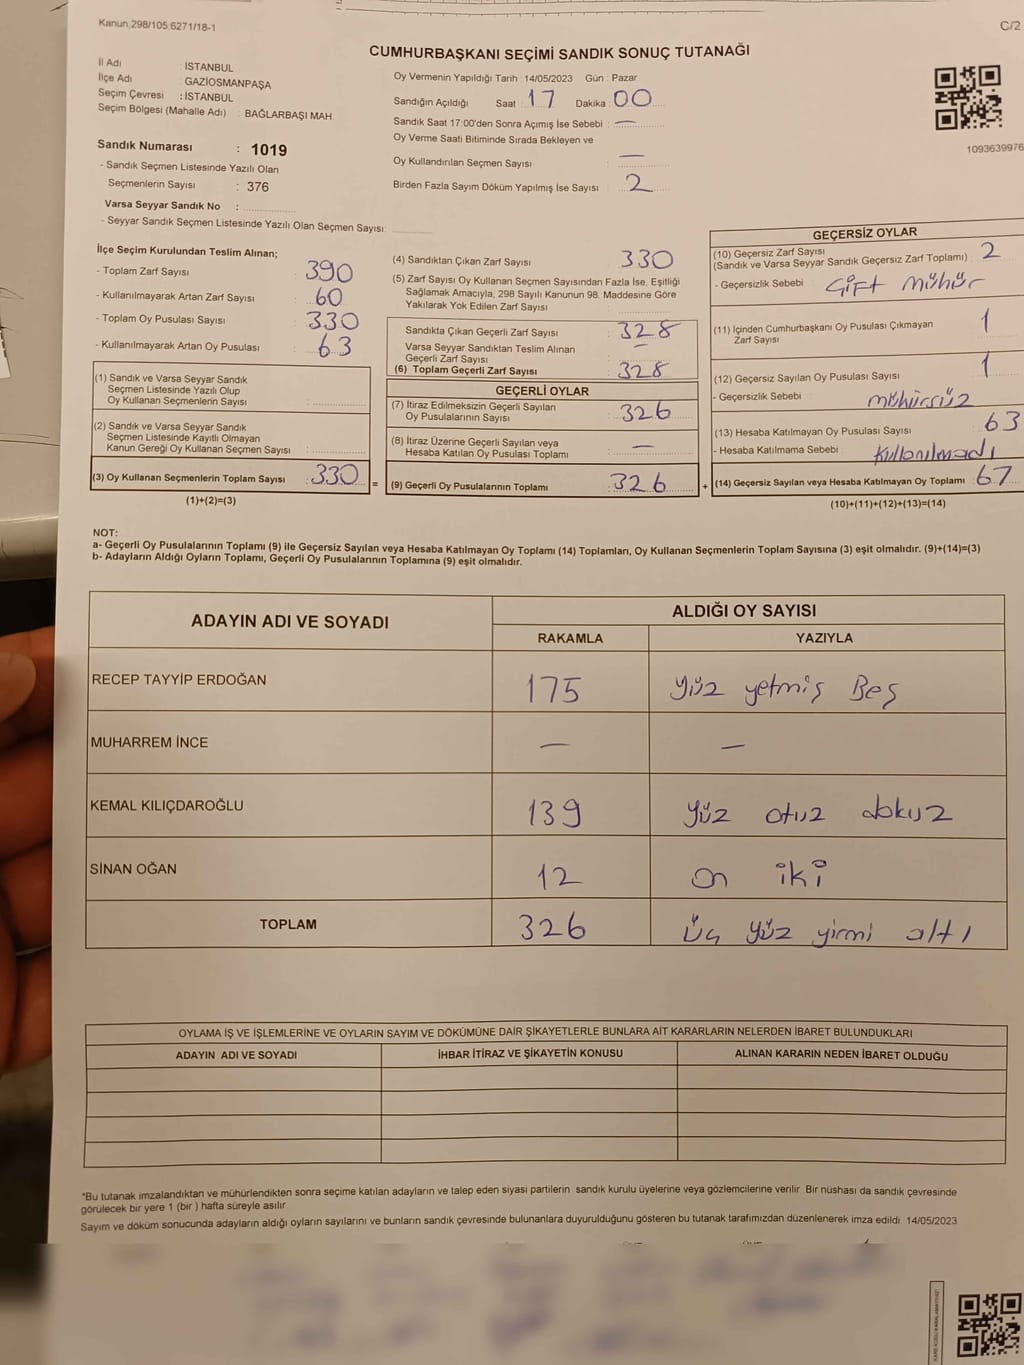 Kanun,298/105,6271/18-1
C/2
CUMHURBAŞKANI SEÇİMİ SANDIK SONUÇ TUTANAĞI
İl Adı : İSTANBUL
İlçe Adı : GAZİOSMANPAŞA
Seçim Çevresi : İSTANBUL
Seçim Bölgesi (Mahalle Adı) : BAĞLARBAŞI MAH.
Sandık Numarası : 1019
- Sandık Seçmen Listesinde Yazılı Olan
Seçmenlerin Sayısı : 376
Varsa Seyyar Sandık No :
- Seyyar Sandık Seçmen Listesinde Yazılı Olan Seçmen Sayısı:
Oy Vermenin Yapıldığı Tarih : 14/05/2023 Gün : Pazar
Sandığın Açıldığı Saat : 17 Dakika : 00
Sandık Saat 17:00'den Sonra Açımış İse Sebebi : —
Oy Verme Saati Bitiminde Sırada Bekleyen ve
Oy Kullandırılan Seçmen Sayısı : —
Birden Fazla Sayım Döküm Yapılmış İse Sayısı : 2
1093639976
İlçe Seçim Kurulundan Teslim Alınan;
- Toplam Zarf Sayısı : 390
- Kullanılmayarak Artan Zarf Sayısı : 60
- Toplam Oy Pusulası Sayısı : 330
- Kullanılmayarak Artan Oy Pusulası : 63
(1) Sandık ve Varsa Seyyar Sandık
Seçmen Listesinde Yazılı Olup
Oy Kullanan Seçmenlerin Sayısı :
(2) Sandık ve Varsa Seyyar Sandık
Seçmen Listesinde Kayıtlı Olmayan
Kanun Gereği Oy Kullanan Seçmen Sayısı :
(3) Oy Kullanan Seçmenlerin Toplam Sayısı : 330
(1)+(2)=(3)
=
(4) Sandıktan Çıkan Zarf Sayısı : 330
(5) Zarf Sayısı Oy Kullanan Seçmen Sayısından Fazla İse, Eşitliği
Sağlamak Amacıyla, 298 Sayılı Kanunun 98. Maddesine Göre
Yakılarak Yok Edilen Zarf Sayısı :
Sandıkta Çıkan Geçerli Zarf Sayısı : 328
Varsa Seyyar Sandıktan Teslim Alınan
Geçerli Zarf Sayısı : —
(6) Toplam Geçerli Zarf Sayısı : 328
GEÇERLİ OYLAR
(7) İtiraz Edilmeksizin Geçerli Sayılan
Oy Pusulalarının Sayısı : 326
(8) İtiraz Üzerine Geçerli Sayılan veya
Hesaba Katılan Oy Pusulası Toplamı : —
(9) Geçerli Oy Pusulalarının Toplamı : 326
+
GEÇERSİZ OYLAR
(10) Geçersiz Zarf Sayısı : 2
(Sandık ve Varsa Seyyar Sandık Geçersiz Zarf Toplamı)
- Geçersizlik Sebebi : Çift Mühür
(11) İçinden Cumhurbaşkanı Oy Pusulası Çıkmayan
Zarf Sayısı : 1
(12) Geçersiz Sayılan Oy Pusulası Sayısı : 1
- Geçersizlik Sebebi : mühürsüz
(13) Hesaba Katılmayan Oy Pusulası Sayısı : 63
- Hesaba Katılmama Sebebi : Kullanılmadı
(14) Geçersiz Sayılan veya Hesaba Katılmayan Oy Toplamı : 67
(10)+(11)+(12)+(13)=(14)
NOT:
a- Geçerli Oy Pusulalarının Toplamı (9) ile Geçersiz Sayılan veya Hesaba Katılmayan Oy Toplamı (14) Toplamları, Oy Kullanan Seçmenlerin Toplam Sayısına (3) eşit olmalıdır. (9)+(14)=(3)
b- Adayların Aldığı Oyların Toplamı, Geçerli Oy Pusulalarının Toplamına (9) eşit olmalıdır.
ADAYIN ADI VE SOYADI
ALDIĞI OY SAYISI
RAKAMLA YAZIYLA
RECEP TAYYİP ERDOĞAN 175 Yüz yetmiş Beş
MUHARREM İNCE — —
KEMAL KILIÇDAROĞLU 139 Yüz otuz dokuz
SİNAN OĞAN 12 on iki
TOPLAM 326 Üç yüz yirmi altı
OYLAMA İŞ VE İŞLEMLERİNE VE OYLARIN SAYIM VE DÖKÜMÜNE DAİR ŞİKAYETLERLE BUNLARA AİT KARARLARIN NELERDEN İBARET BULUNDUKLARI
ADAYIN ADI VE SOYADI İHBAR İTİRAZ VE ŞİKAYETİN KONUSU ALINAN KARARIN NEDEN İBARET OLDUĞU
*Bu tutanak imzalandıktan ve mühürlendikten sonra seçime katılan adayların ve talep eden siyasi partilerin sandık kurulu üyelerine veya gözlemcilerine verilir. Bir nüshası da sandık çevresinde
görülecek bir yere 1 (bir ) hafta süreyle asılır.
Sayım ve döküm sonucunda adayların aldığı oyların sayılarını ve bunların sandık çevresinde bulunanlara duyurulduğunu gösteren bu tutanak tarafımızdan düzenlenerek imza edildi. 14/05/2023